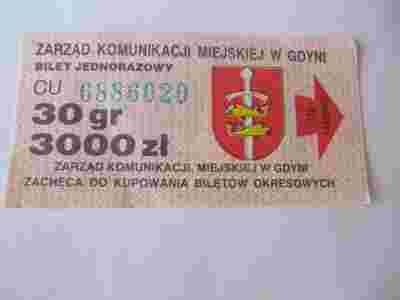 ZARZĄD KOMUNIKACJI MIEJSKIEJ W GDYNI
BILET JEDNORAZOWY
CU 6886020
30 gr
3000 zł
ZARZĄD KOMUNIKACJI MIEJSKIEJ W GDYNI
ZACHĘCA DO KUPOWANIA BILETÓW OKRESOWYCH